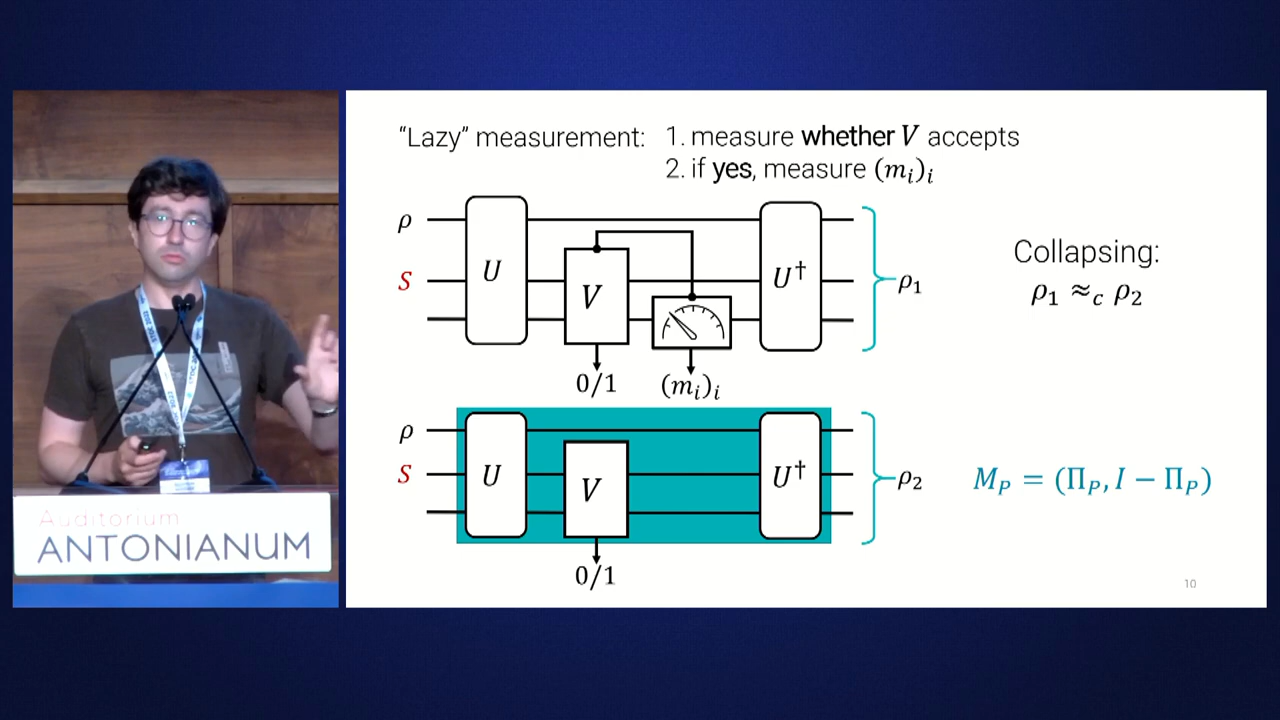 "Lazy" measurement: 1. measure whether V accepts
2. if yes, measure (mᵢ)ᵢ
ρ
S
U
V
U†
ρ₁
0/1
(mᵢ)ᵢ
Collapsing:
ρ₁ ≈_c ρ₂
ρ
S
U
V
U†
ρ₂
0/1
M_P = (Π_P, I − Π_P)
10
Auditorium
ANTONIANUM